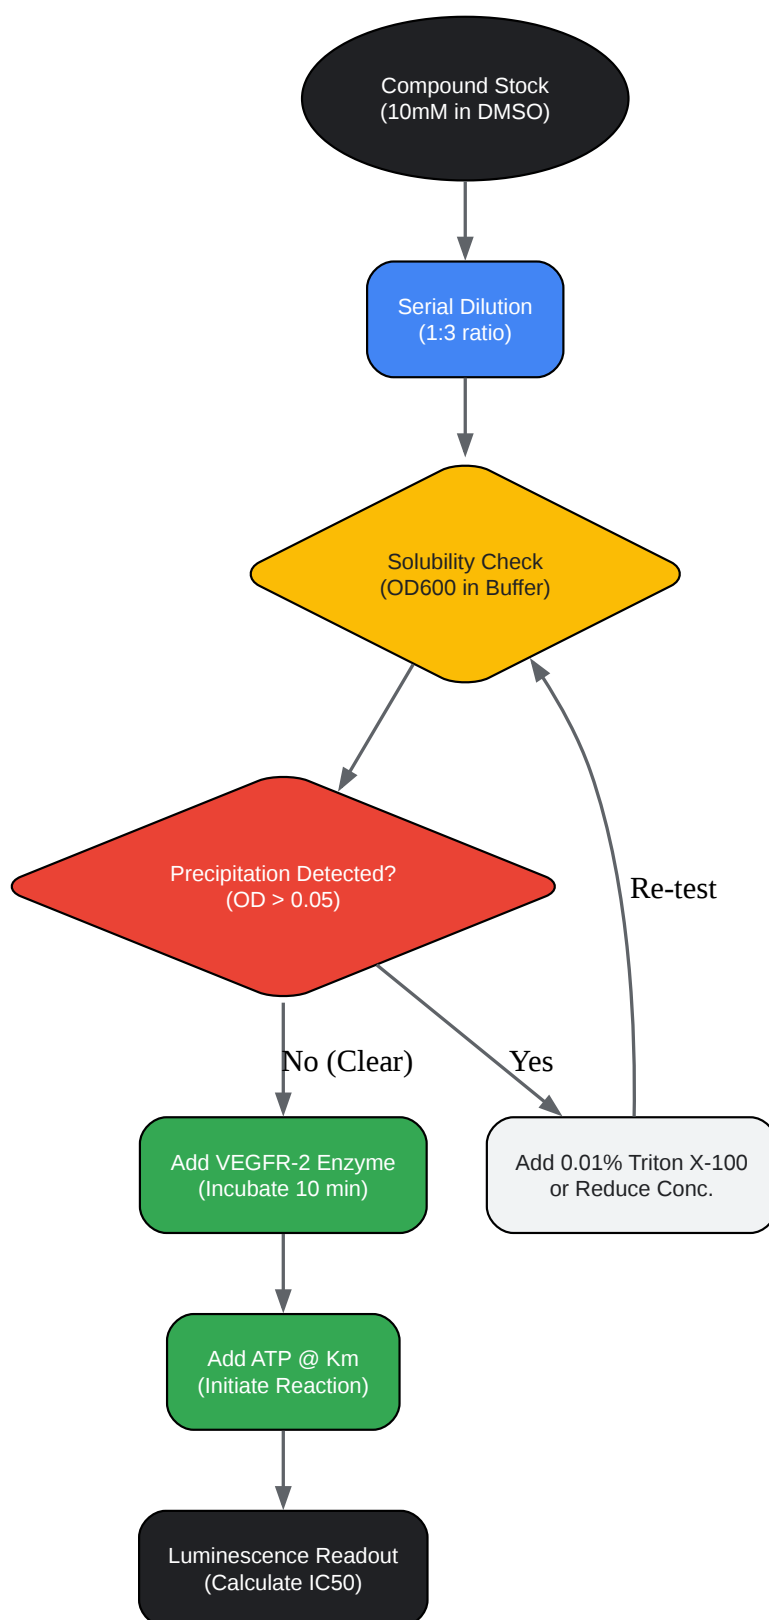 Compound Stock
(10mM in DMSO)
Serial Dilution
(1:3 ratio)
Solubility Check
(OD600 in Buffer)
Precipitation Detected?
(OD > 0.05)
Re-test
No (Clear)
Yes
Add VEGFR-2 Enzyme
(Incubate 10 min)
Add 0.01% Triton X-100
or Reduce Conc.
Add ATP @ Km
(Initiate Reaction)
Luminescence Readout
(Calculate IC50)